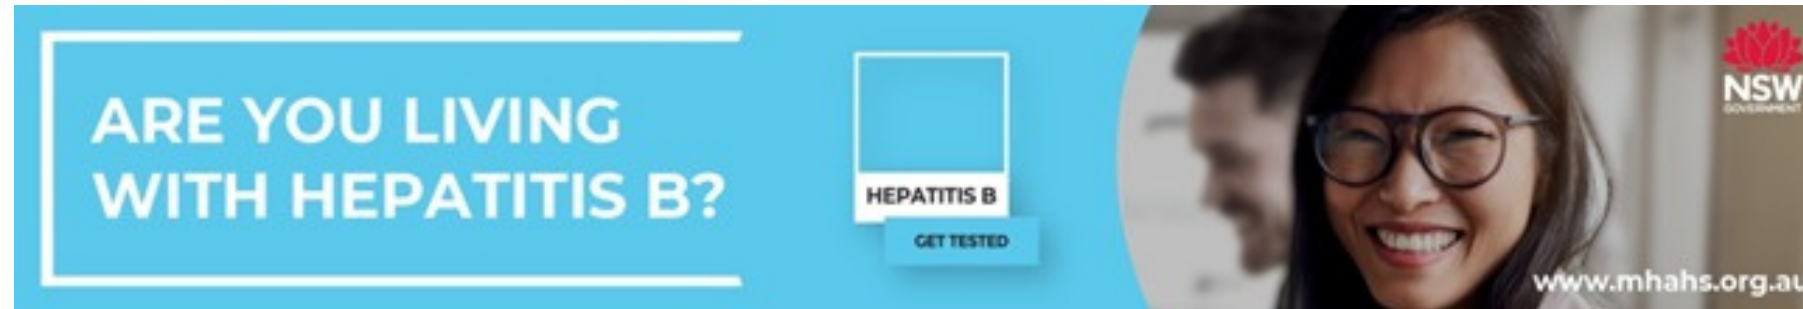 ARE YOU LIVING
WITH HEPATITIS B?
HEPATITIS B
GET TESTED
NSW
GOVERNMENT
www.mhahs.org.au